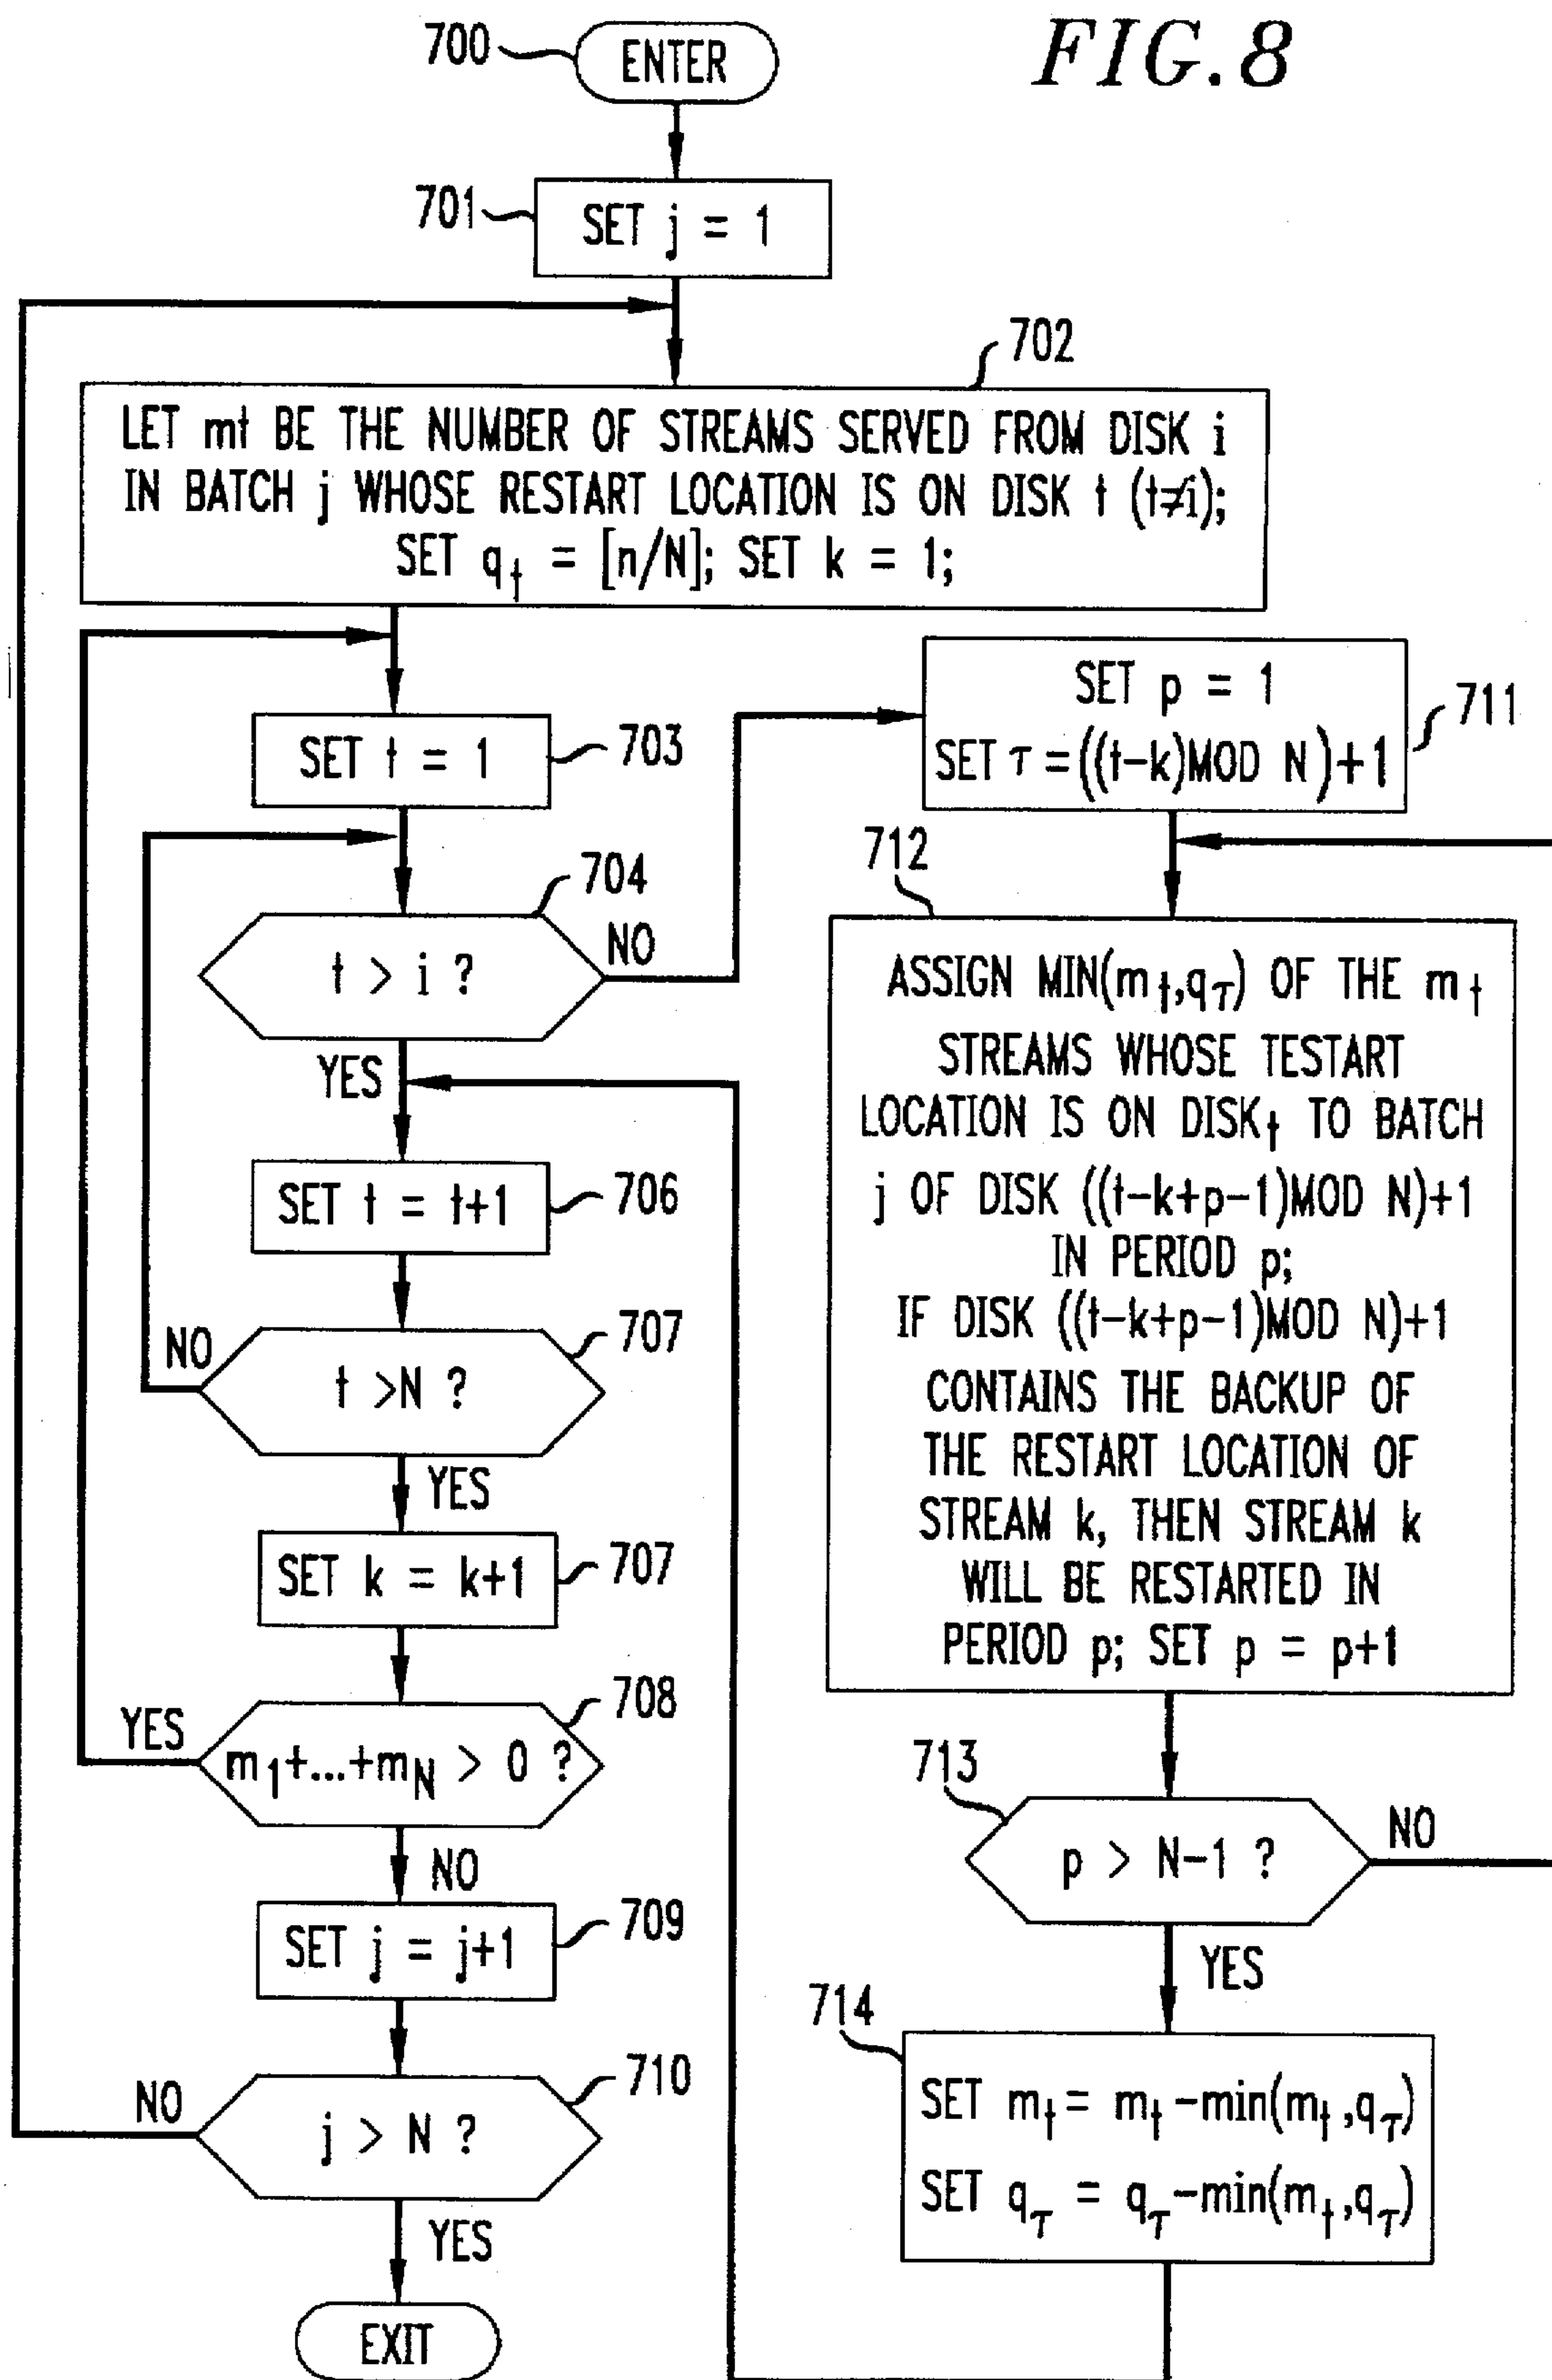 FIG. 8
700
ENTER
701
SET j = 1
702
LET mt BE THE NUMBER OF STREAMS SERVED FROM DISK i
IN BATCH j WHOSE RESTART LOCATION IS ON DISK t (t≠i);
SET qt = [n/N]; SET k = 1;
SET t = 1
703
704
t > i ?
NO
YES
SET t = t+1
706
707
t >N ?
NO
YES
SET k = k+1
707
708
m1+...+mN > 0 ?
YES
NO
SET j = j+1
709
710
j > N ?
NO
YES
EXIT
SET p = 1
SET τ =((t-k)MOD N )+1
711
712
ASSIGN MIN(mt,qτ) OF THE mt
STREAMS WHOSE TESTART
LOCATION IS ON DISKt TO BATCH
j OF DISK ((t-k+p-1)MOD N)+1
IN PERIOD p;
IF DISK ((t-k+p-1)MOD N)+1
CONTAINS THE BACKUP OF
THE RESTART LOCATION OF
STREAM k, THEN STREAM k
WILL BE RESTARTED IN
PERIOD p; SET p = p+1
713
p > N-1 ?
NO
YES
714
SET mt = mt -min(mt ,qτ)
SET qτ = qτ -min(mt ,qτ)